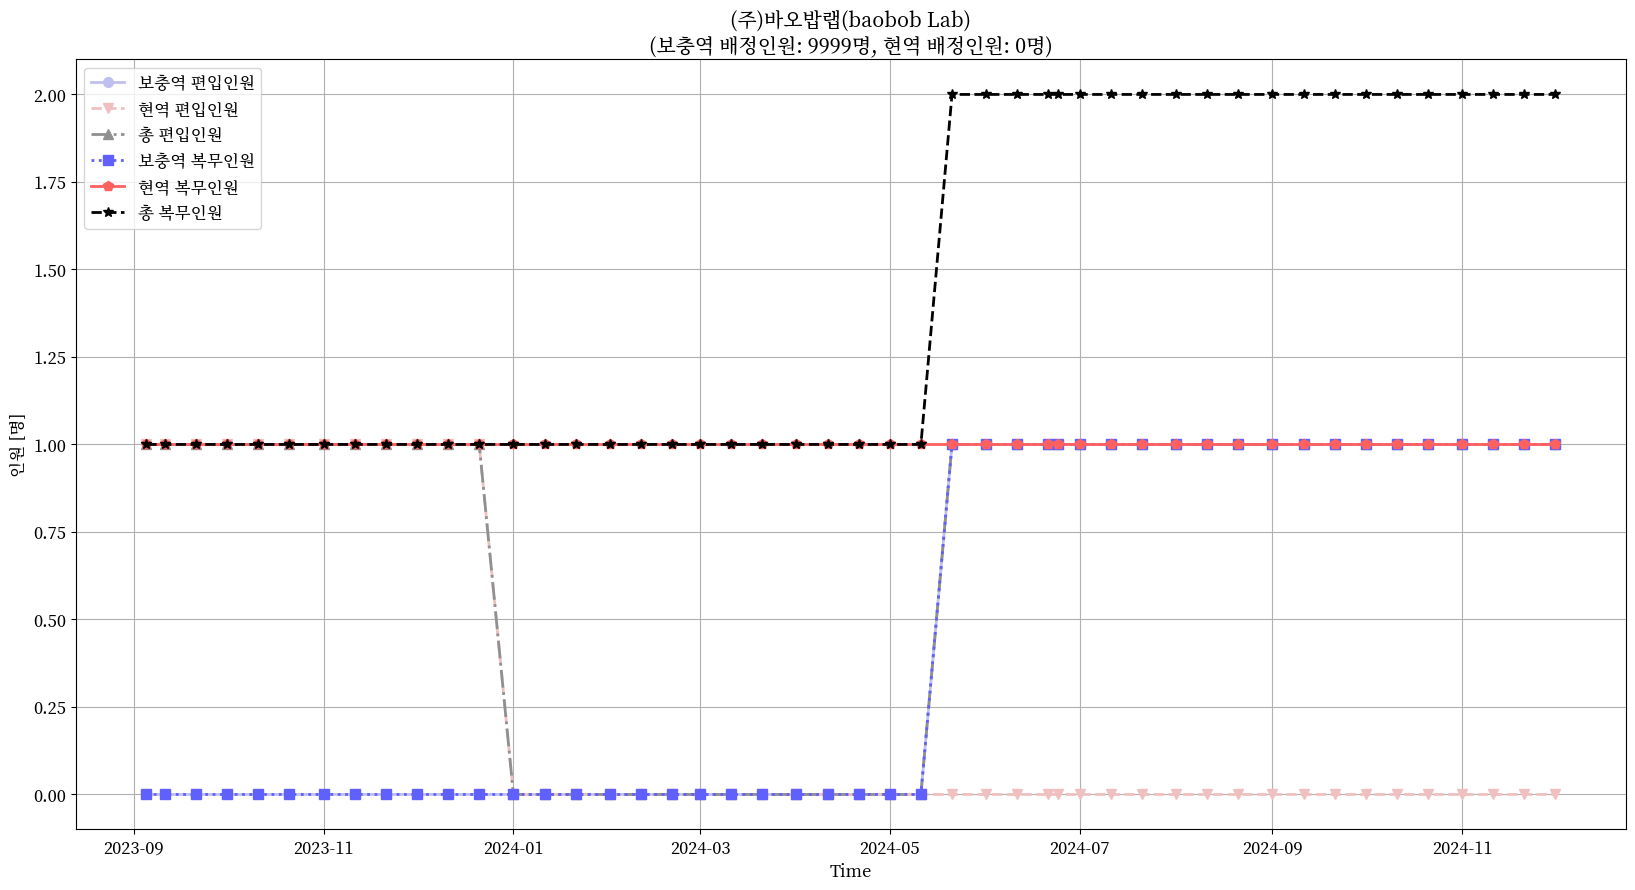 (주)바오밥랩(baobob Lab)
(보충역 배정인원: 9999명, 현역 배정인원: 0명)
보충역 편입인원
현역 편입인원
총 편입인원
보충역 복무인원
현역 복무인원
총 복무인원
인원 [명]
2.00
1.75
1.50
1.25
1.00
0.75
0.50
0.25
0.00
2023-09 2023-11 2024-01 2024-03 2024-05 2024-07 2024-09 2024-11
Time